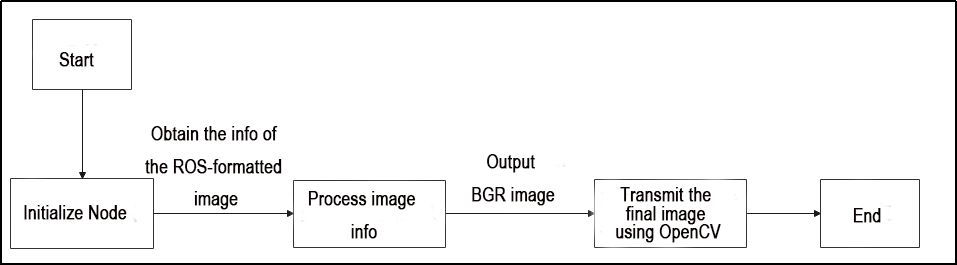 Start
Initialize Node
Obtain the info of
the ROS-formatted
image
Process image
info
Output
BGR image
Transmit the
final image
using OpenCV
End